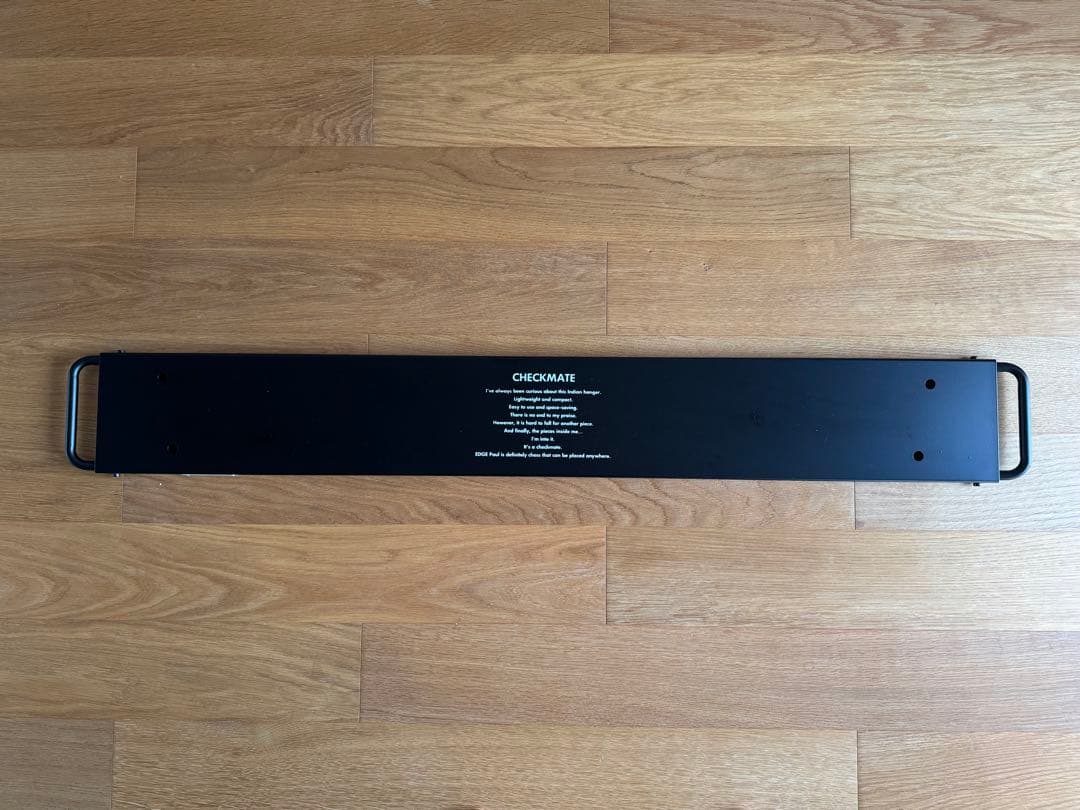 CHECKMATE
I've always been curious about this Indian hanger.
Lightweight and compact.
Easy to use and space-saving.
There is no end to my praise.
However, it is hard to fall for another piece.
And finally, the pieces inside me...
I'm into it.
It's a checkmate.
EDGE Paul is definitely chess that can be placed anywhere.